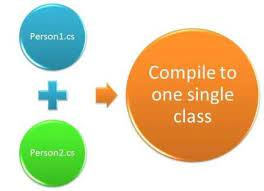 Person1.cs
Person2.cs
Compile to
one single
class